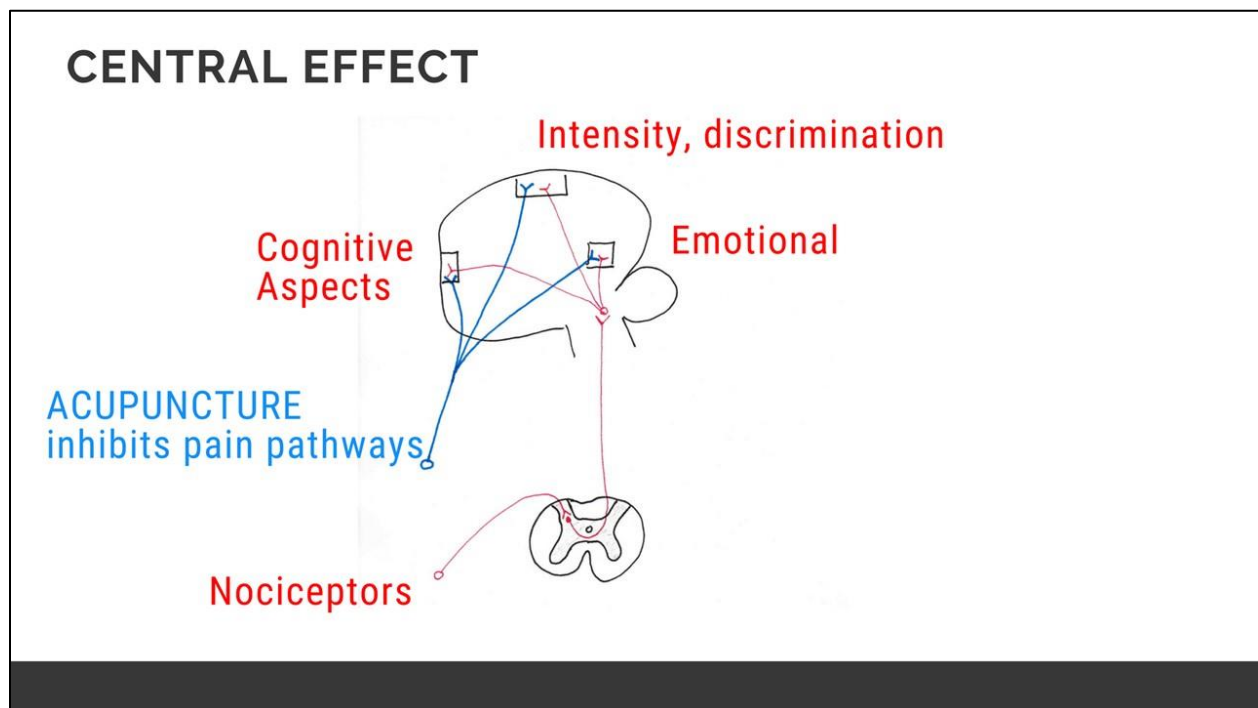 CENTRAL EFFECT
Intensity, discrimination
Cognitive
Aspects
Emotional
ACUPUNCTURE
inhibits pain pathways
Nociceptors